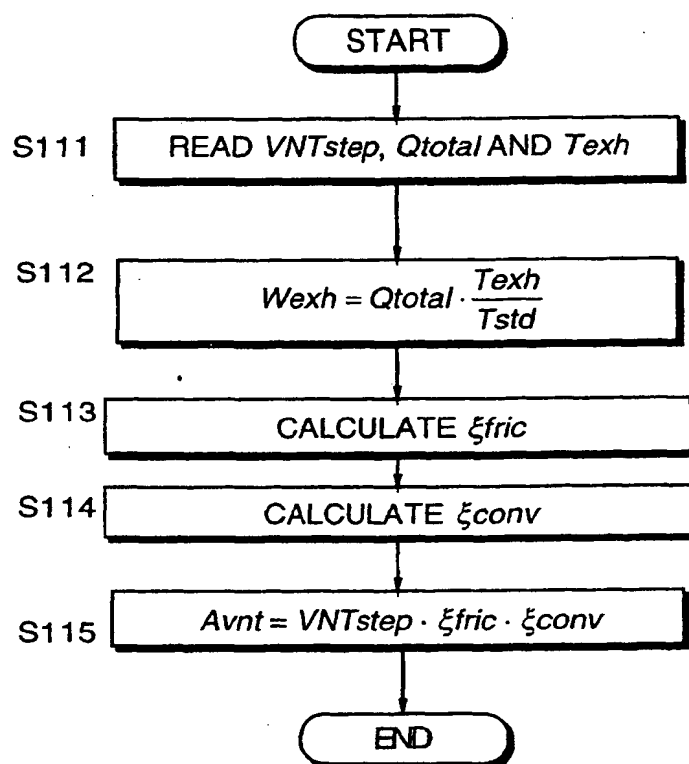 START
S111
READ VNTstep, Qtotal AND Texh
S112
Wexh = Qtotal · Texh / Tstd
S113
CALCULATE ξfric
S114
CALCULATE ξconv
S115
Avnt = VNTstep · ξfric · ξconv
END